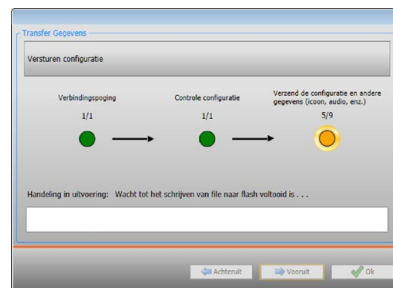 Transfer Gegevens
Versturen configuratie
Verbindingspoging
Controle configuratie
Verzend de configuratie en andere
gegevens (icoon, audio, enz.)
1/1
1/1
5/9
Handeling in uitvoering: Wacht tot het schrijven van file naar flash voltooid is . . .
Achteruit
Vooruit
Ok